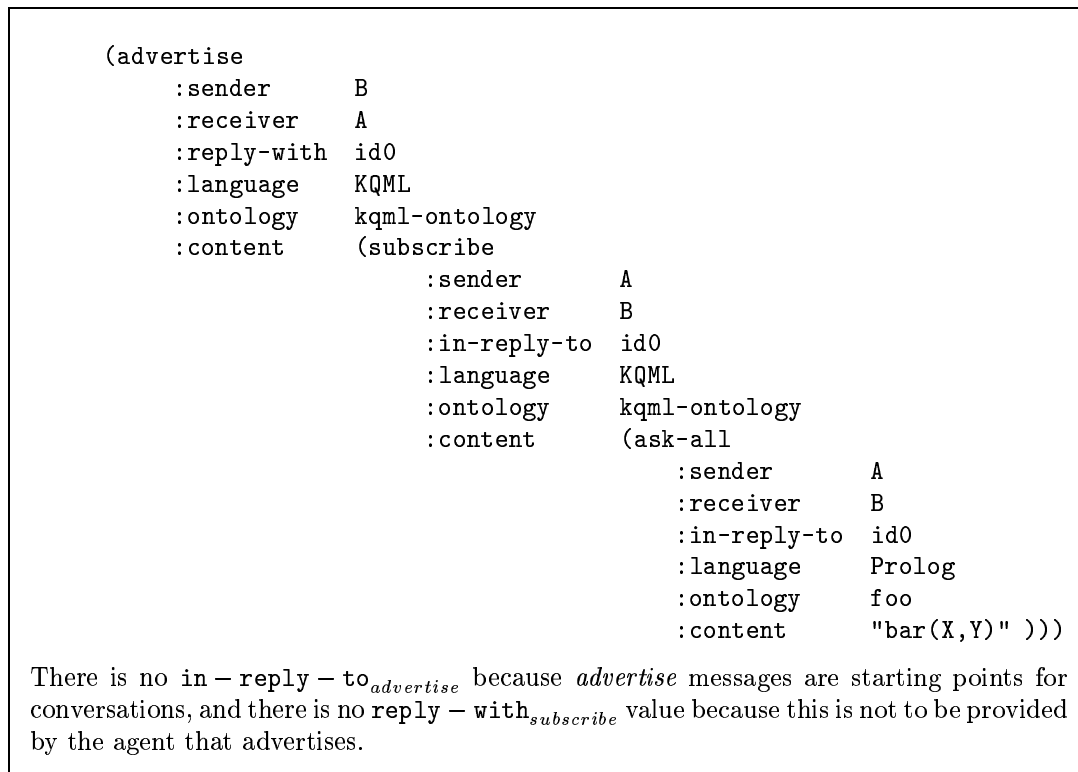 (advertise
:sender B
:receiver A
:reply-with id0
:language KQML
:ontology kqml-ontology
:content (subscribe
:sender A
:receiver B
:in-reply-to id0
:language KQML
:ontology kqml-ontology
:content (ask-all
:sender A
:receiver B
:in-reply-to id0
:language Prolog
:ontology foo
:content "bar(X,Y)" )))
There is no in − reply − to_advertise because advertise messages are starting points for
conversations, and there is no reply − with_subscribe value because this is not to be provided
by the agent that advertises.